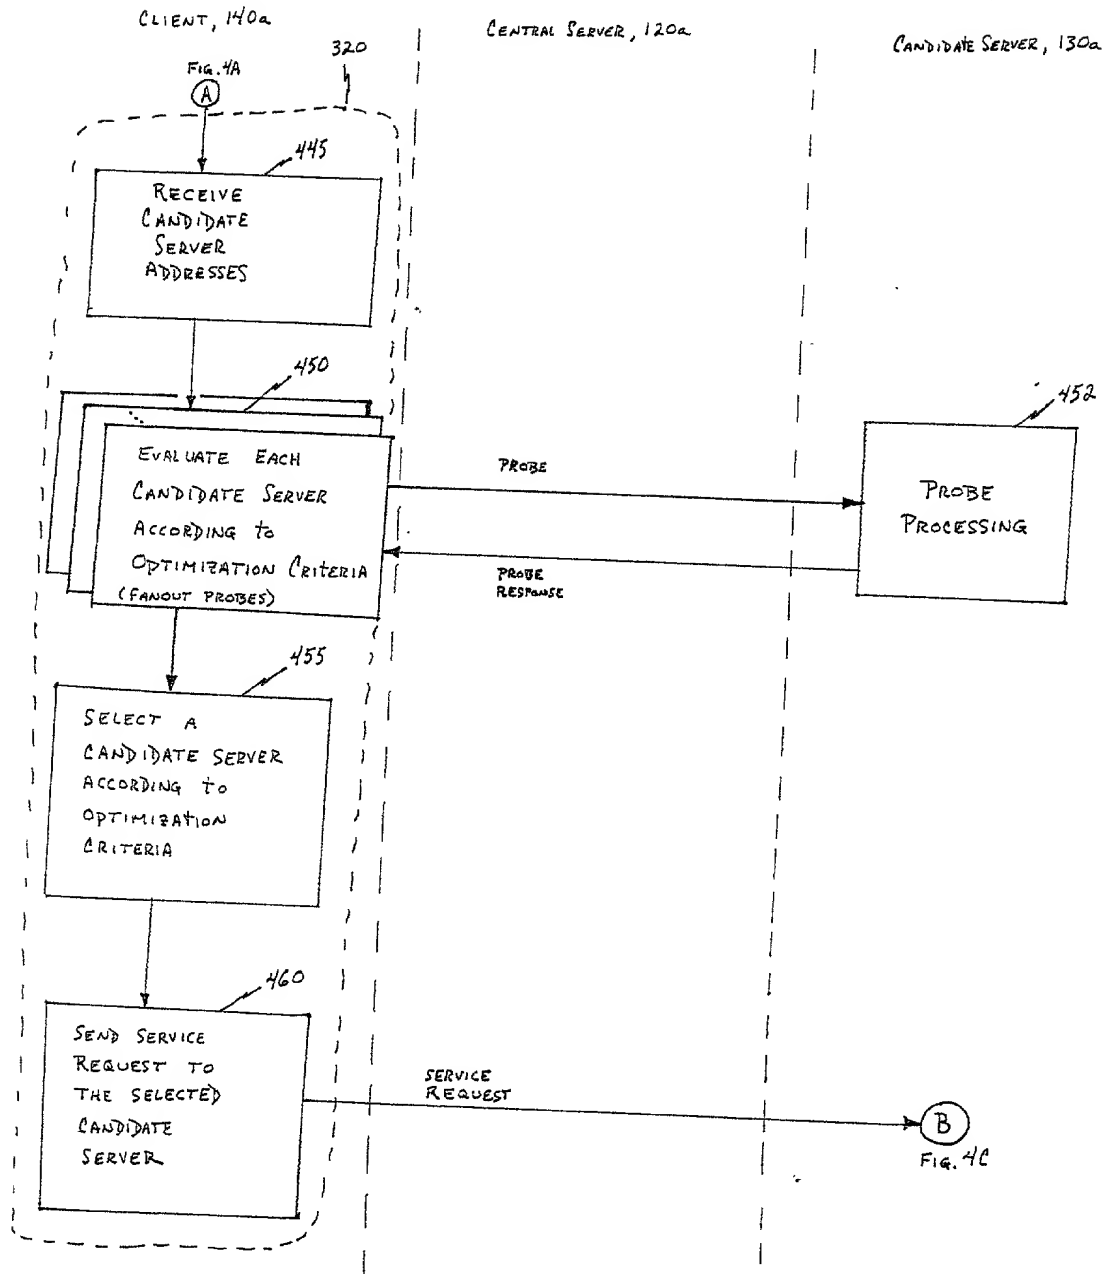 CLIENT, 140a
CENTRAL SERVER, 120a
CANDIDATE SERVER, 130a
320
FIG. 4A
A
445
RECEIVE
CANDIDATE
SERVER
ADDRESSES
450
EVALUATE EACH
CANDIDATE SERVER
ACCORDING to
OPTIMIZATION CRITERIA
(FANOUT PROBES)
PROBE
PROBE
RESPONSE
452
PROBE
PROCESSING
455
SELECT A
CANDIDATE SERVER
ACCORDING to
OPTIMIZATION
CRITERIA
460
SEND SERVICE
REQUEST TO
THE SELECTED
CANDIDATE
SERVER
SERVICE
REQUEST
B
FIG. 4C